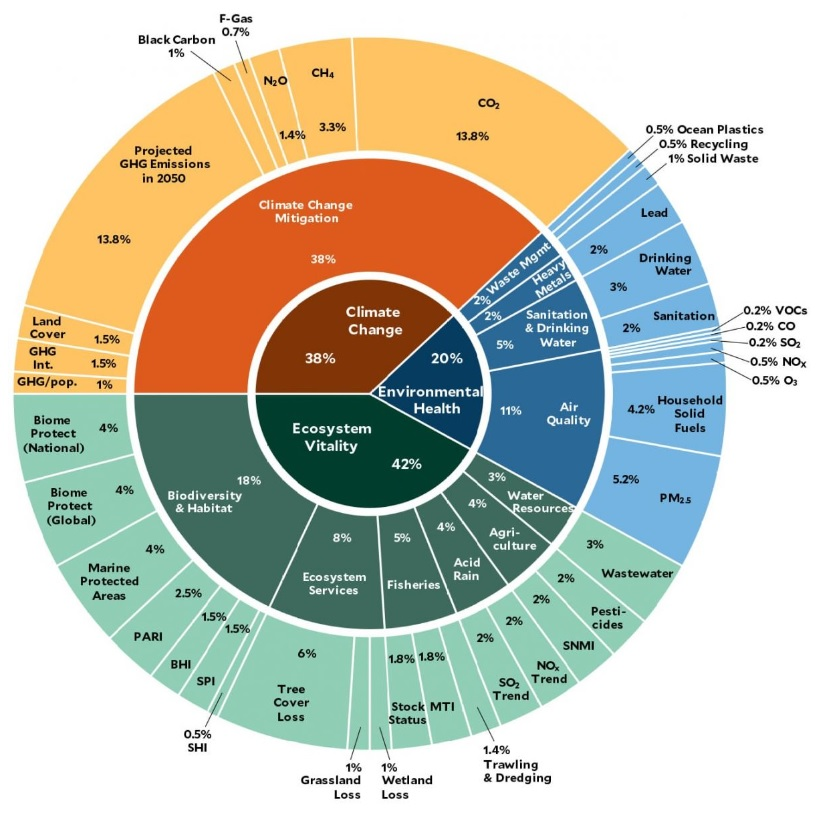 F-Gas
0.7%
Black Carbon
1%
N₂O
1.4%
CH₄
3.3%
CO₂
13.8%
Projected
GHG Emissions
in 2050
13.8%
Land
Cover
1.5%
GHG
Int.
1.5%
GHG/pop.
1%
Climate Change
Mitigation
38%
Climate
Change
38%
0.5% Ocean Plastics
0.5% Recycling
1% Solid Waste
Lead
2%
Drinking
Water
3%
Sanitation
2%
0.2% VOCs
0.2% CO
0.2% SO₂
0.5% NOₓ
0.5% O₃
4.2%
Household
Solid
Fuels
5.2%
PM₂.₅
Waste Mgmt
2%
Heavy
Metals
2%
Sanitation
& Drinking
Water
5%
11%
Air
Quality
20%
Environmental
Health
Ecosystem
Vitality
42%
18%
Biodiversity
& Habitat
8%
Ecosystem
Services
5%
Fisheries
4%
Acid
Rain
4%
Agri-
culture
3%
Water
Resources
Biome
Protect
(National)
4%
Biome
Protect
(Global)
4%
Marine
Protected
Areas
4%
2.5%
PARI
1.5%
BHI
1.5%
SPI
0.5%
SHI
6%
Tree
Cover
Loss
1%
Grassland
Loss
1%
Wetland
Loss
1.8%
Stock
Status
1.8%
MTI
1.4%
Trawling
& Dredging
2%
SO₂
Trend
2%
NOₓ
Trend
2%
SNMI
2%
Pesti-
cides
3%
Wastewater